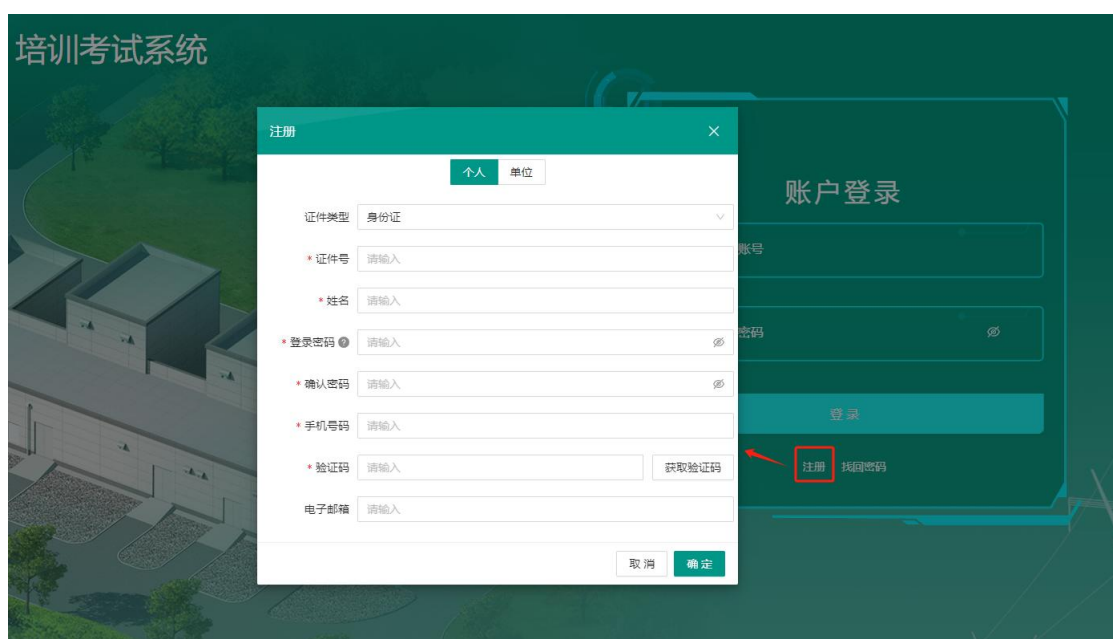 培训考试系统
注册
个人 单位
证件类型 身份证
* 证件号 请输入
* 姓名 请输入
* 登录密码 ? 请输入
* 确认密码 请输入
* 手机号码 请输入
* 验证码 请输入 获取验证码
电子邮箱 请输入
取消 确定
账户登录
账号
密码
登录
注册 找回密码